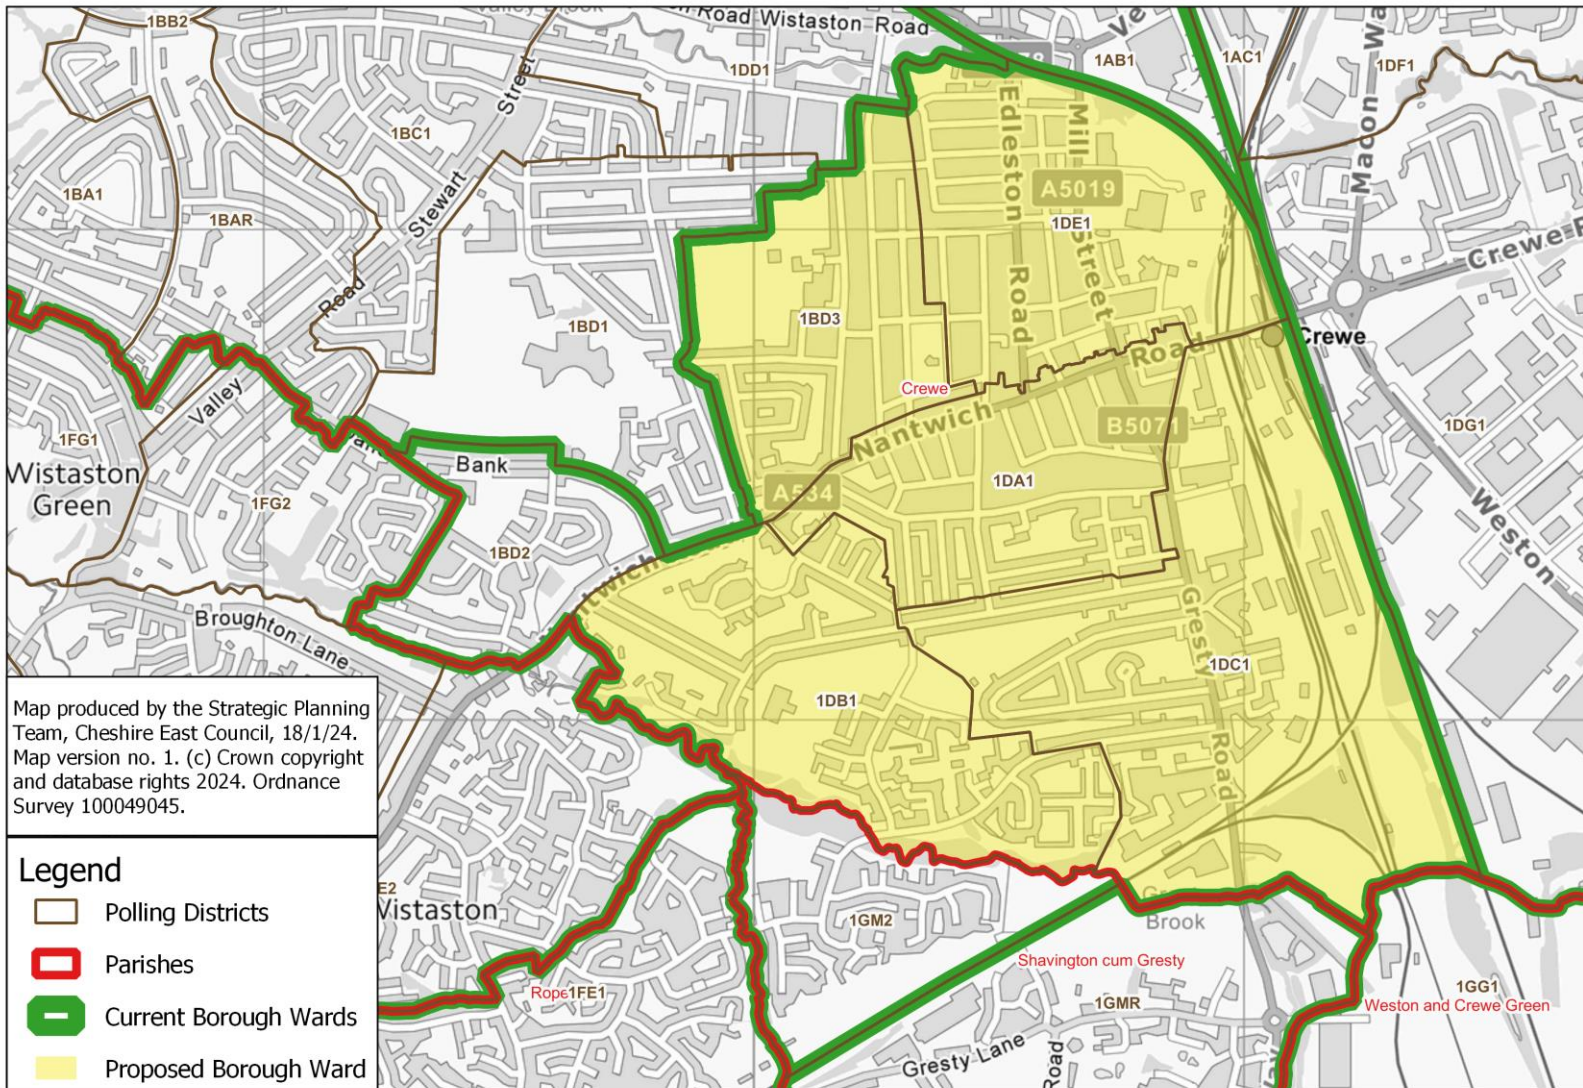 1BB2
Valley Brook
Road Wistaston Road
1DD1
1AB1
1AC1
1DF1
Macon
1BC1
Street
1BA1
1BAR
Stewart
Road
Edleston
Road
Mill
Street
A5019
1DE1
Crewe
1BD1
1BD3
Crewe
Crewe
Nantwich
Road
B5071
1DG1
Valley
1FG1
Wistaston
Green
1FG2
Bank
A534
1DA1
Weston
1BD2
Broughton Lane
Gresty
Road
1DC1
1DB1
Map produced by the Strategic Planning
Team, Cheshire East Council, 18/1/24.
Map version no. 1. (c) Crown copyright
and database rights 2024. Ordnance
Survey 100049045.
Legend
Polling Districts
Parishes
Current Borough Wards
Proposed Borough Ward
1GM2
Brook
Shavington cum Gresty
Rope
1FE1
1GMR
1GG1
Weston and Crewe Green
Gresty Lane
Road